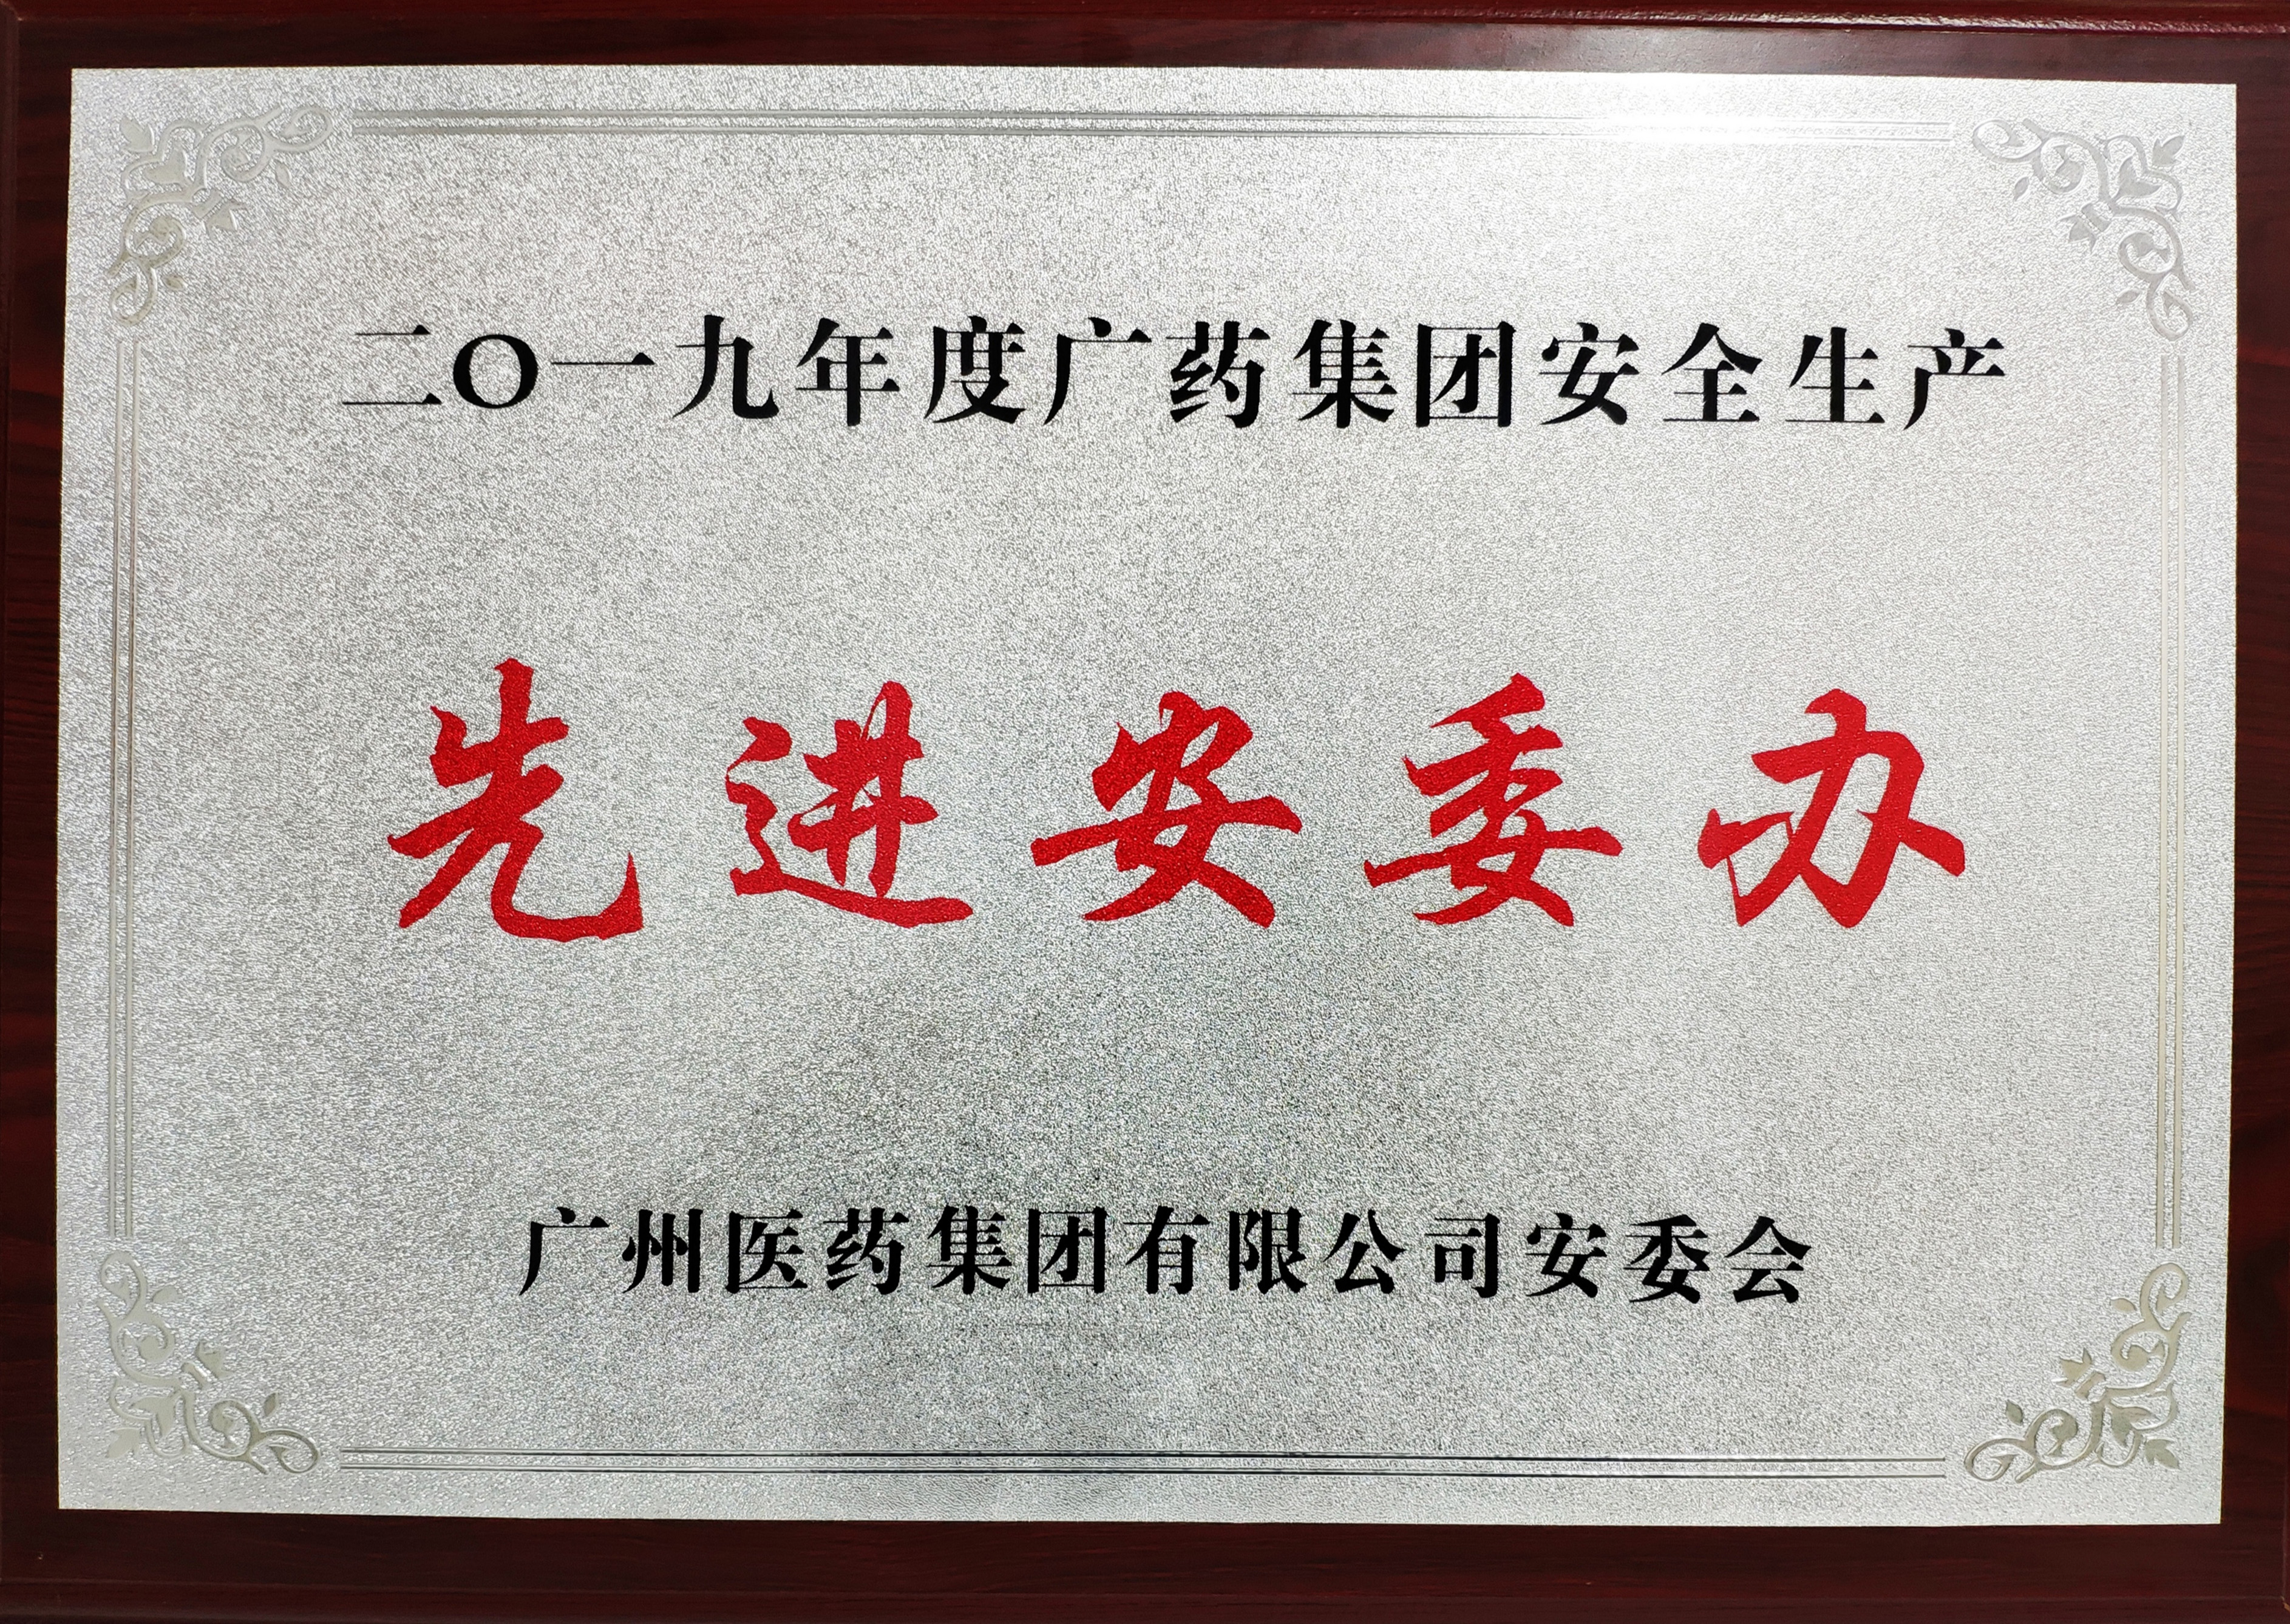 二〇一九年度广药集团安全生产
先进安委办
广州医药集团有限公司安委会